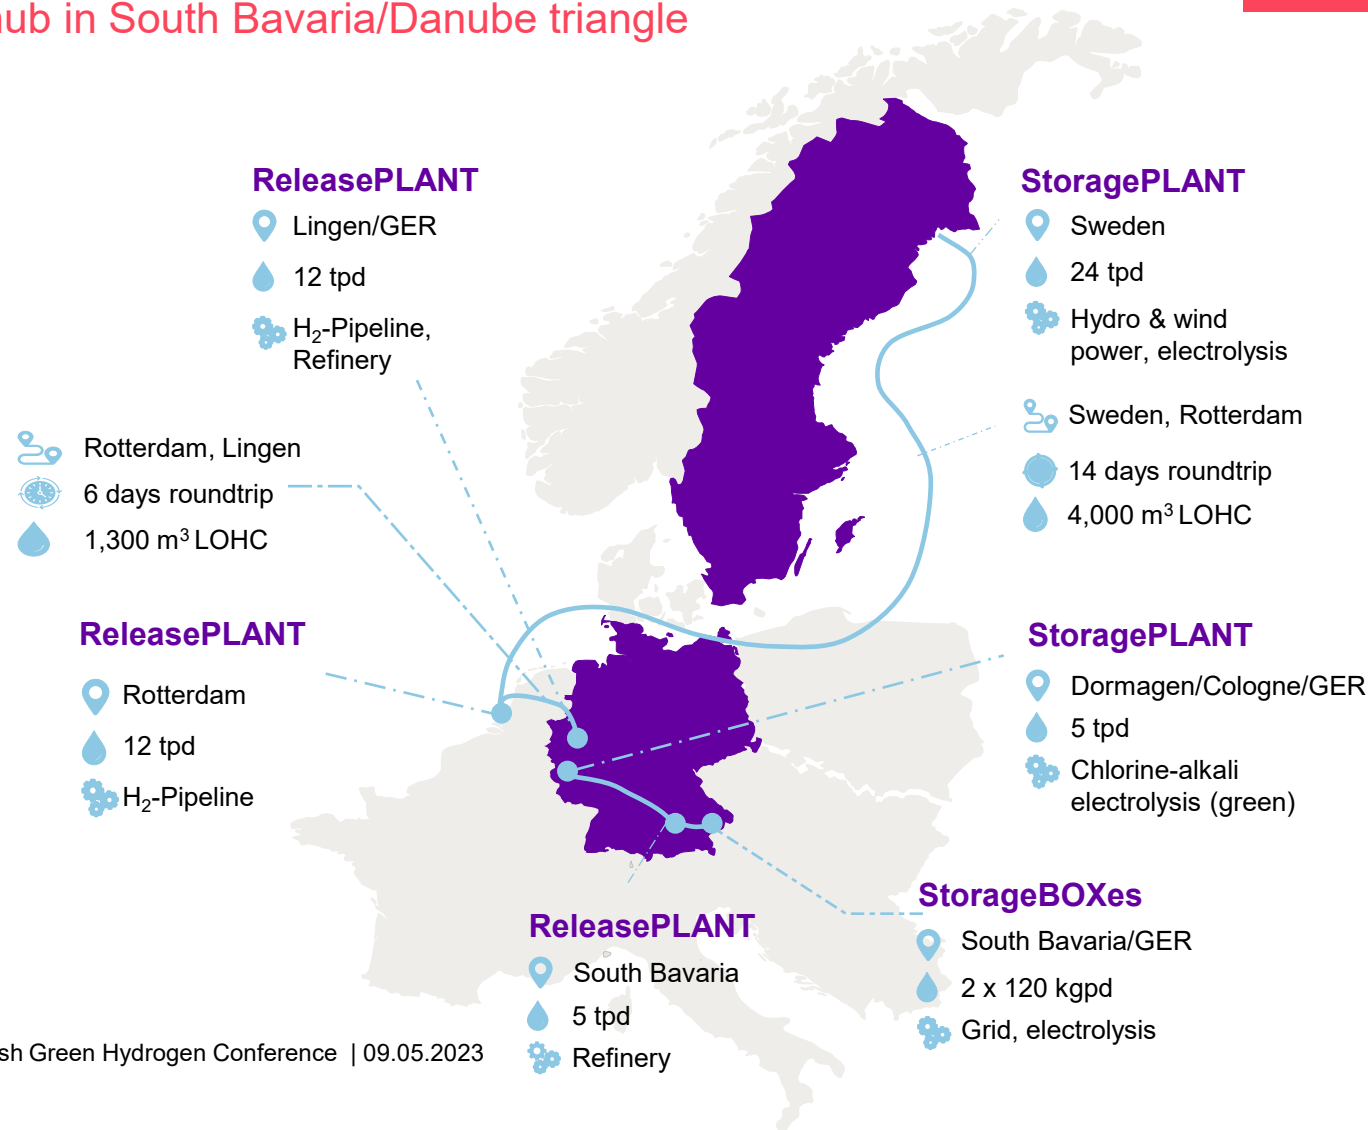 hub in South Bavaria/Danube triangle
ReleasePLANT
Lingen/GER
12 tpd
H₂-Pipeline,
Refinery
Rotterdam, Lingen
6 days roundtrip
1,300 m³ LOHC
ReleasePLANT
Rotterdam
12 tpd
H₂-Pipeline
StoragePLANT
Sweden
24 tpd
Hydro & wind
power, electrolysis
Sweden, Rotterdam
14 days roundtrip
4,000 m³ LOHC
StoragePLANT
Dormagen/Cologne/GER
5 tpd
Chlorine-alkali
electrolysis (green)
StorageBOXes
South Bavaria/GER
2 x 120 kgpd
Grid, electrolysis
ReleasePLANT
South Bavaria
5 tpd
Refinery
sh Green Hydrogen Conference | 09.05.2023